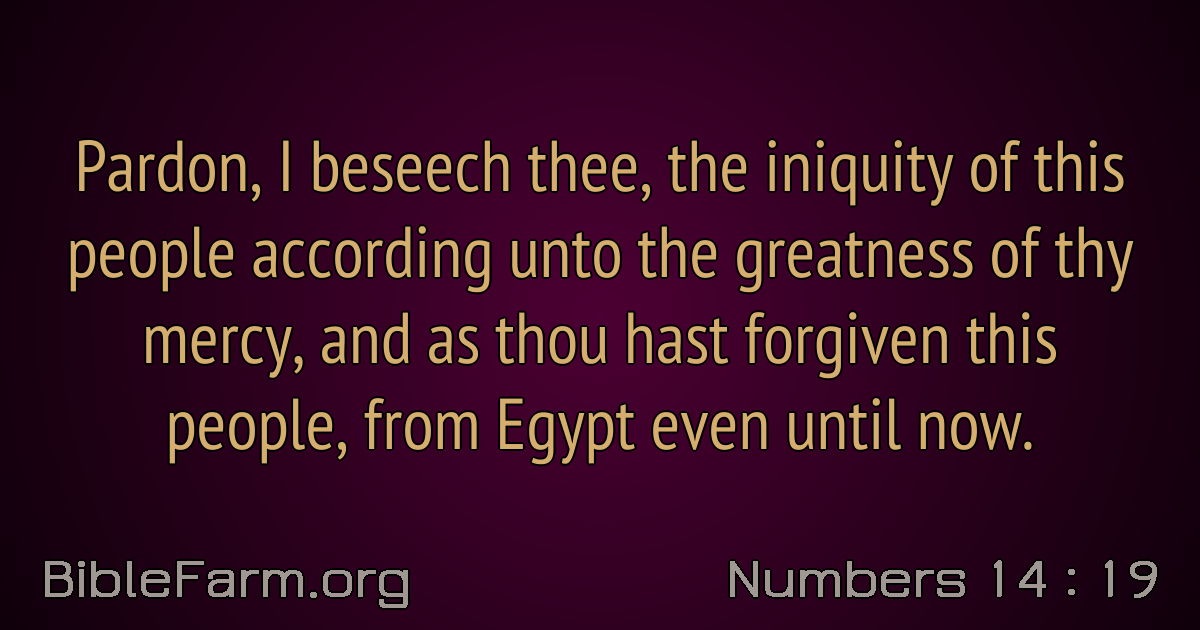 Pardon, I beseech thee, the iniquity of this
people according unto the greatness of thy
mercy, and as thou hast forgiven this
people, from Egypt even until now.
BibleFarm.org
Numbers 14 : 19